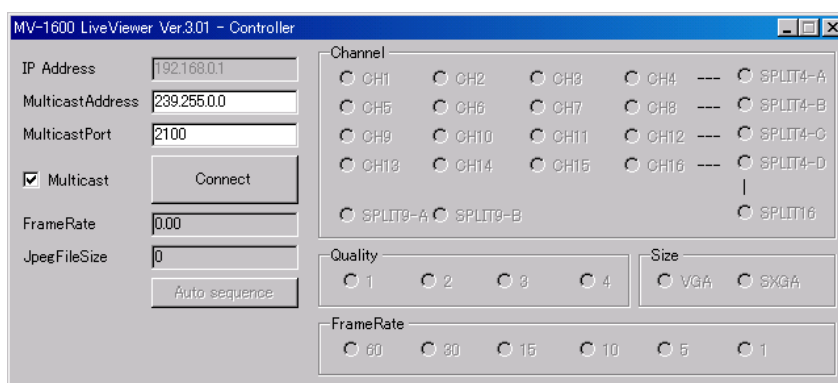 MV-1600 LiveViewer Ver.3.01 - Controller
IP Address 192.168.0.1
MulticastAddress 239.255.0.0
MulticastPort 2100
Multicast Connect
FrameRate 0.00
JpegFileSize 0
Auto sequence
Channel
CH1 CH2 CH3 CH4 --- SPLIT4-A
CH5 CH6 CH7 CH8 --- SPLIT4-B
CH9 CH10 CH11 CH12 --- SPLIT4-C
CH13 CH14 CH15 CH16 --- SPLIT4-D
|
SPLIT9-A SPLIT9-B SPLIT16
Quality
1 2 3 4
Size
VGA SXGA
FrameRate
60 30 15 10 5 1